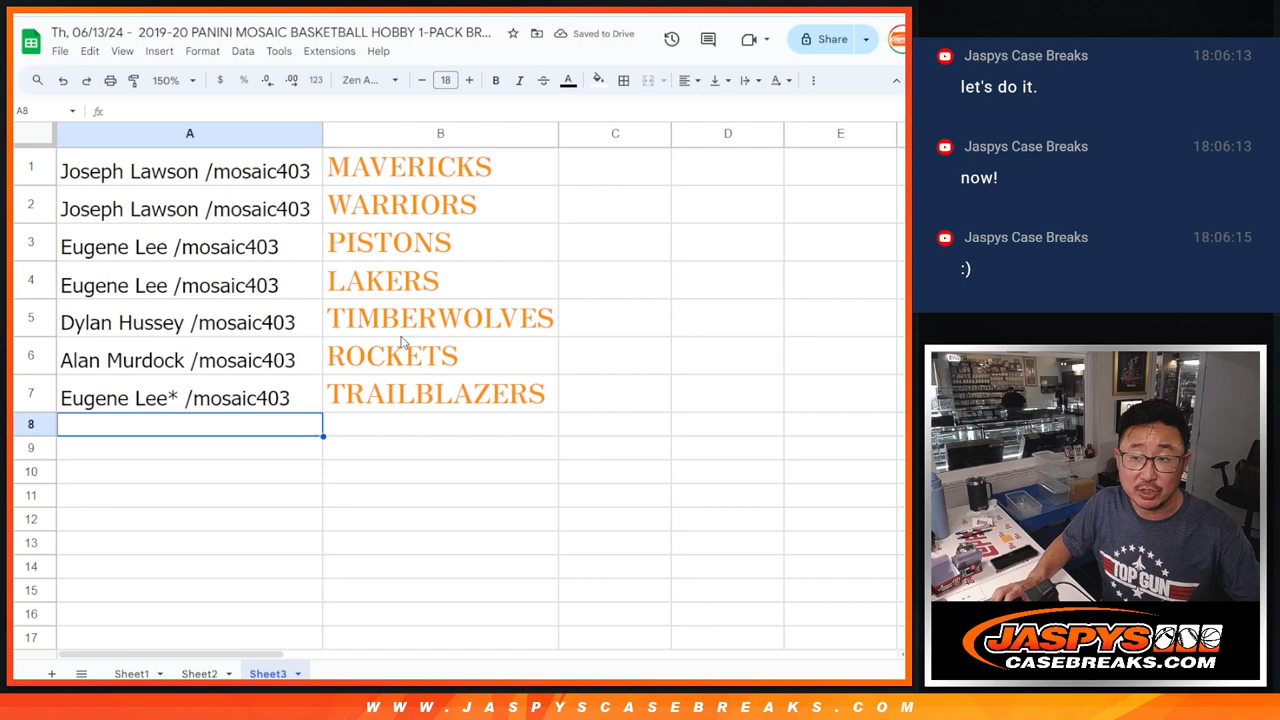 Th, 06/13/24 - 2019-20 PANINI MOSAIC BASKETBALL HOBBY 1-PACK BR...
Saved to Drive
Share
File Edit View Insert Format Data Tools Extensions Help
150% $ % .0 .00 123 Zen A... − 18 + B I S A
A8 fx
A B C D E
1 Joseph Lawson /mosaic403 MAVERICKS
2 Joseph Lawson /mosaic403 WARRIORS
3 Eugene Lee /mosaic403 PISTONS
4 Eugene Lee /mosaic403 LAKERS
5 Dylan Hussey /mosaic403 TIMBERWOLVES
6 Alan Murdock /mosaic403 ROCKETS
7 Eugene Lee* /mosaic403 TRAILBLAZERS
8
9
10
11
12
13
14
15
16
17
+ Sheet1 Sheet2 Sheet3
Jaspys Case Breaks 18:06:13
let's do it.
Jaspys Case Breaks 18:06:13
now!
Jaspys Case Breaks 18:06:15
:)
TOP GUN
JASPYS
CASEBREAKS.COM
WWW.JASPYSCASEBREAKS.COM